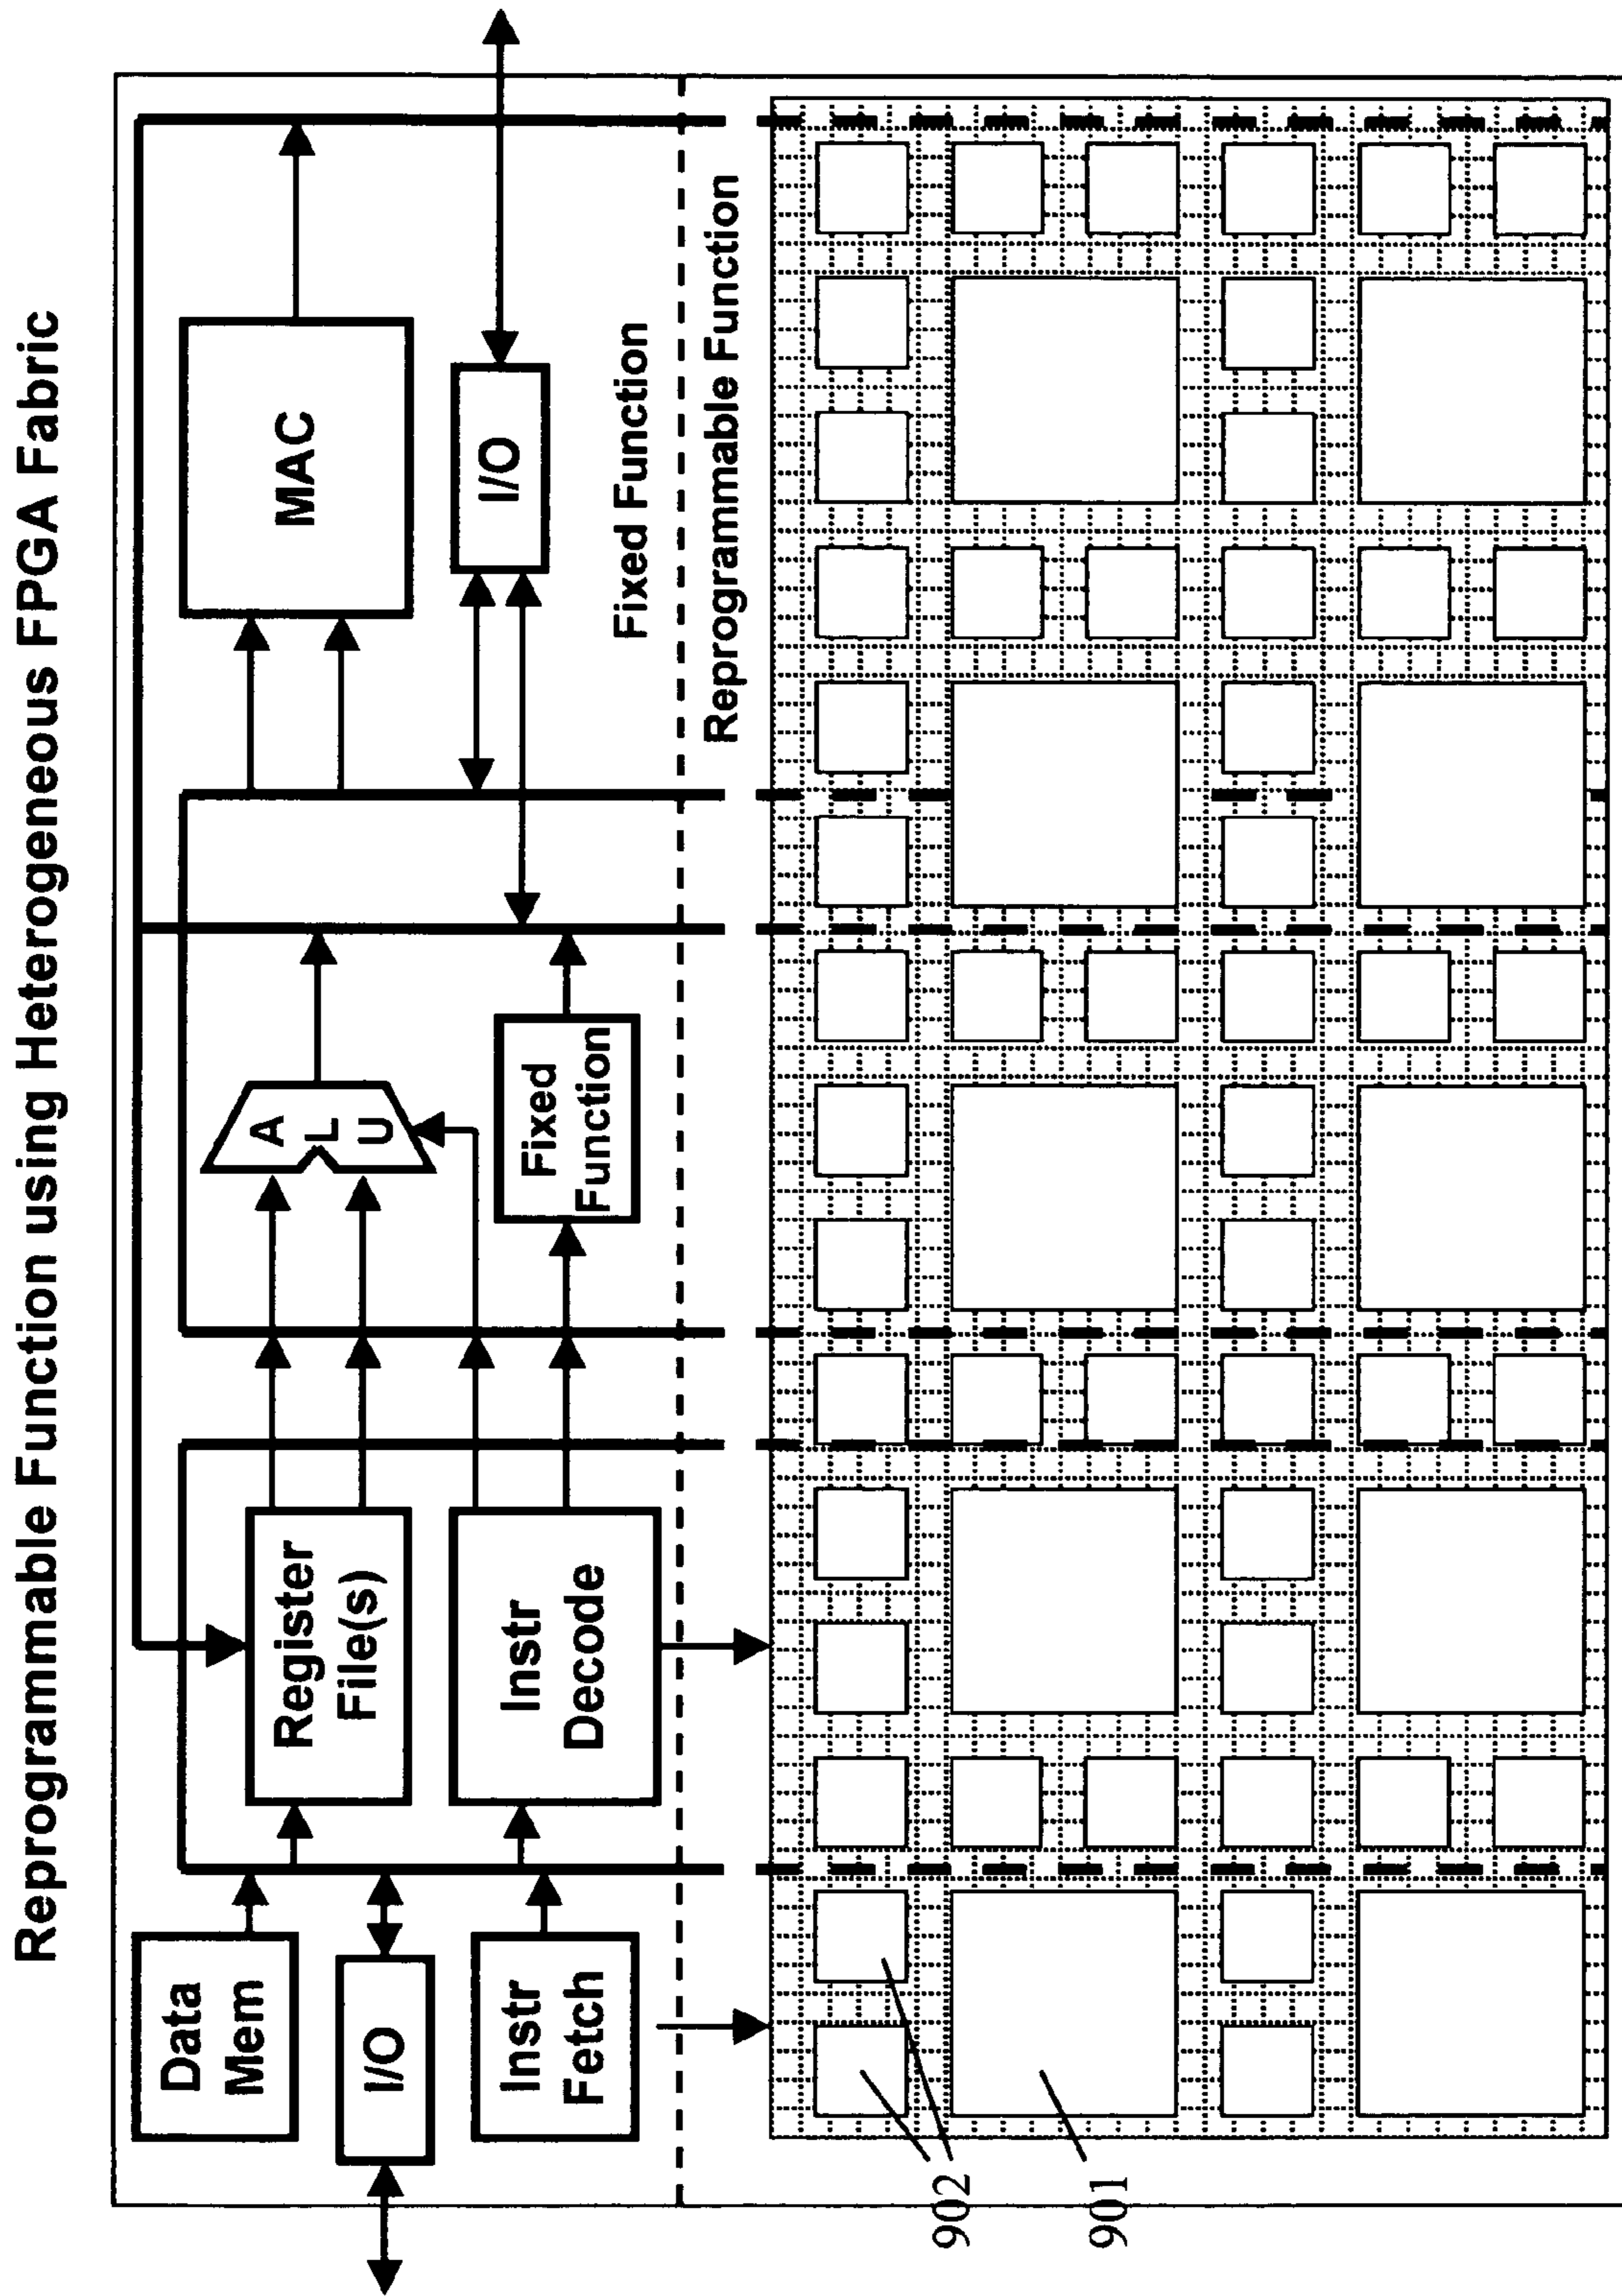 Reprogrammable Function using Heterogeneous FPGA Fabric
Data
Mem
I/O
Instr
Fetch
Register
File(s)
Instr
Decode
A
L
U
Fixed
Function
MAC
I/O
Fixed Function
Reprogrammable Function
902
901